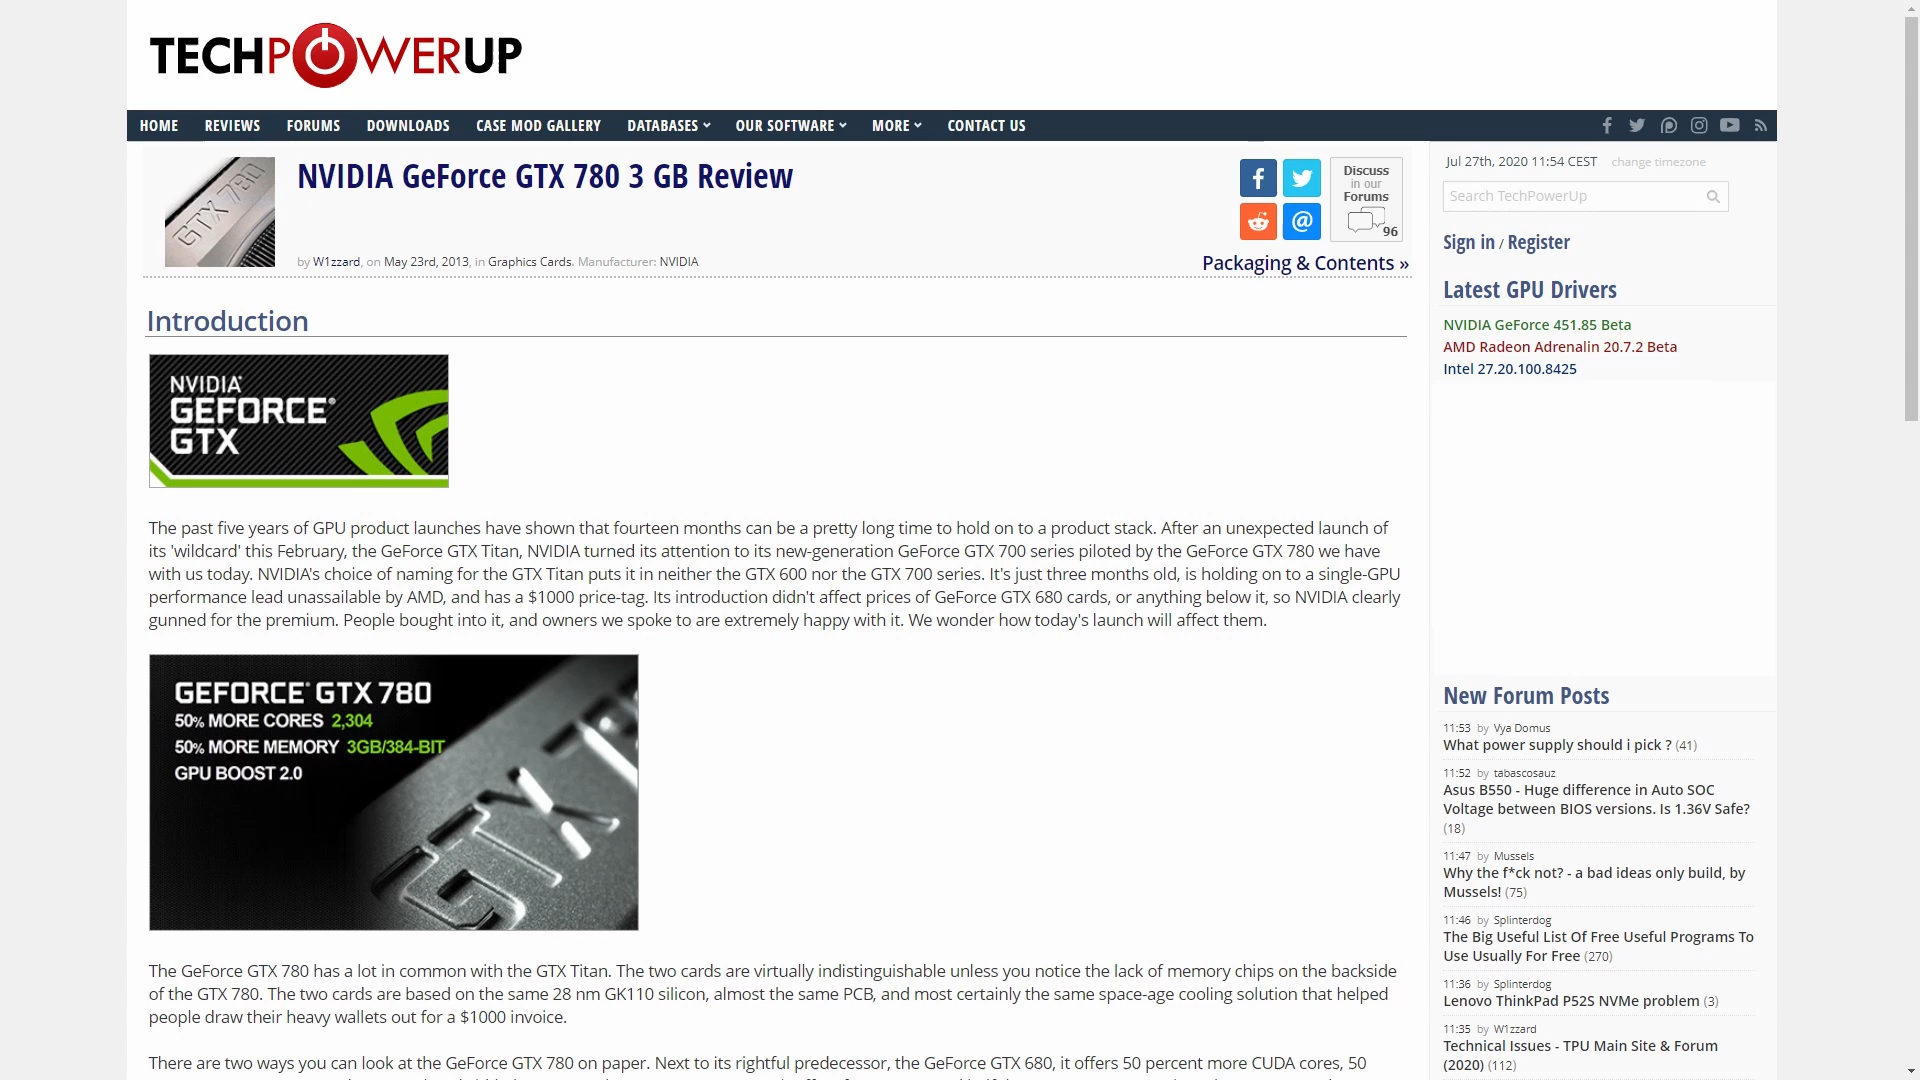 TECHPOWERUP
HOME REVIEWS FORUMS DOWNLOADS CASE MOD GALLERY DATABASES OUR SOFTWARE MORE CONTACT US
GTX 780
NVIDIA GeForce GTX 780 3 GB Review
by W1zzard, on May 23rd, 2013, in Graphics Cards. Manufacturer: NVIDIA
Discuss
in our
Forums
96
Packaging & Contents »
Introduction
NVIDIA
GEFORCE®
GTX
The past five years of GPU product launches have shown that fourteen months can be a pretty long time to hold on to a product stack. After an unexpected launch of
its 'wildcard' this February, the GeForce GTX Titan, NVIDIA turned its attention to its new-generation GeForce GTX 700 series piloted by the GeForce GTX 780 we have
with us today. NVIDIA's choice of naming for the GTX Titan puts it in neither the GTX 600 nor the GTX 700 series. It's just three months old, is holding on to a single-GPU
performance lead unassailable by AMD, and has a $1000 price-tag. Its introduction didn't affect prices of GeForce GTX 680 cards, or anything below it, so NVIDIA clearly
gunned for the premium. People bought into it, and owners we spoke to are extremely happy with it. We wonder how today's launch will affect them.
GEFORCE® GTX 780
50% MORE CORES 2,304
50% MORE MEMORY 3GB/384-BIT
GPU BOOST 2.0
GTX
The GeForce GTX 780 has a lot in common with the GTX Titan. The two cards are virtually indistinguishable unless you notice the lack of memory chips on the backside
of the GTX 780. The two cards are based on the same 28 nm GK110 silicon, almost the same PCB, and most certainly the same space-age cooling solution that helped
people draw their heavy wallets out for a $1000 invoice.
There are two ways you can look at the GeForce GTX 780 on paper. Next to its rightful predecessor, the GeForce GTX 680, it offers 50 percent more CUDA cores, 50
Jul 27th, 2020 11:54 CEST change timezone
Search TechPowerUp
Sign in / Register
Latest GPU Drivers
NVIDIA GeForce 451.85 Beta
AMD Radeon Adrenalin 20.7.2 Beta
Intel 27.20.100.8425
New Forum Posts
11:53 by Vya Domus
What power supply should i pick ? (41)
11:52 by tabascosauz
Asus B550 - Huge difference in Auto SOC
Voltage between BIOS versions. Is 1.36V Safe?
(18)
11:47 by Mussels
Why the f*ck not? - a bad ideas only build, by
Mussels! (75)
11:46 by Splinterdog
The Big Useful List Of Free Useful Programs To
Use Usually For Free (270)
11:36 by Splinterdog
Lenovo ThinkPad P52S NVMe problem (3)
11:35 by W1zzard
Technical Issues - TPU Main Site & Forum
(2020) (112)